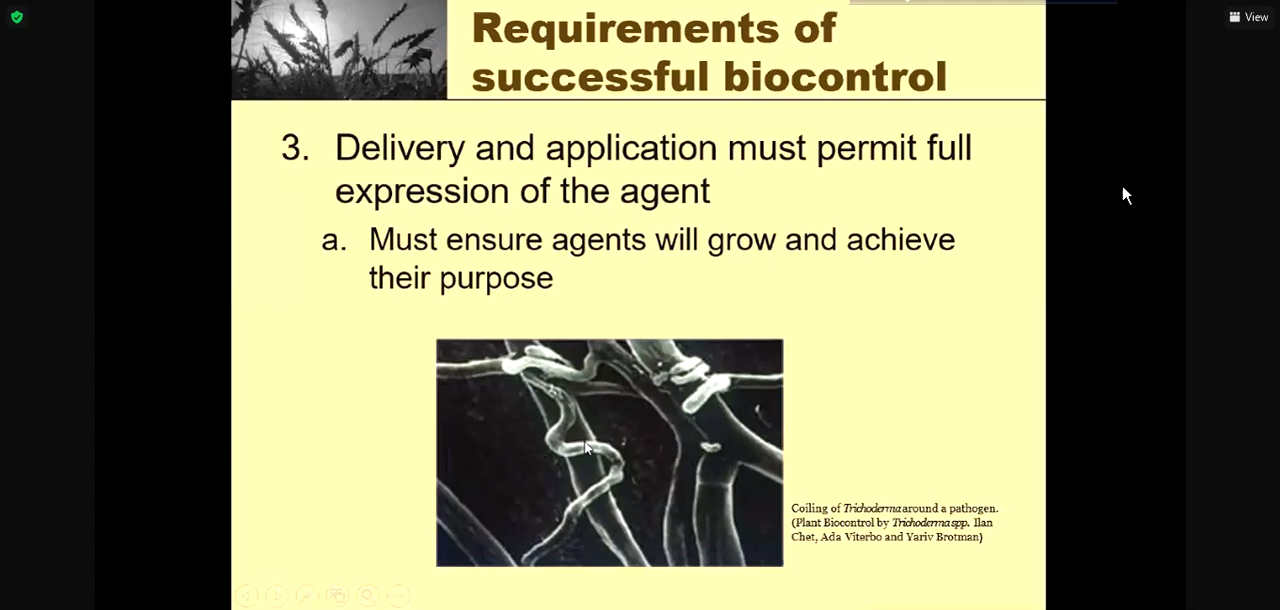 View
Requirements of
successful biocontrol
3. Delivery and application must permit full
expression of the agent
a. Must ensure agents will grow and achieve
their purpose
Coiling of Trichoderma around a pathogen.
(Plant Biocontrol by Trichoderma spp. Ilan
Chet, Ada Viterbo and Yariv Brotman)